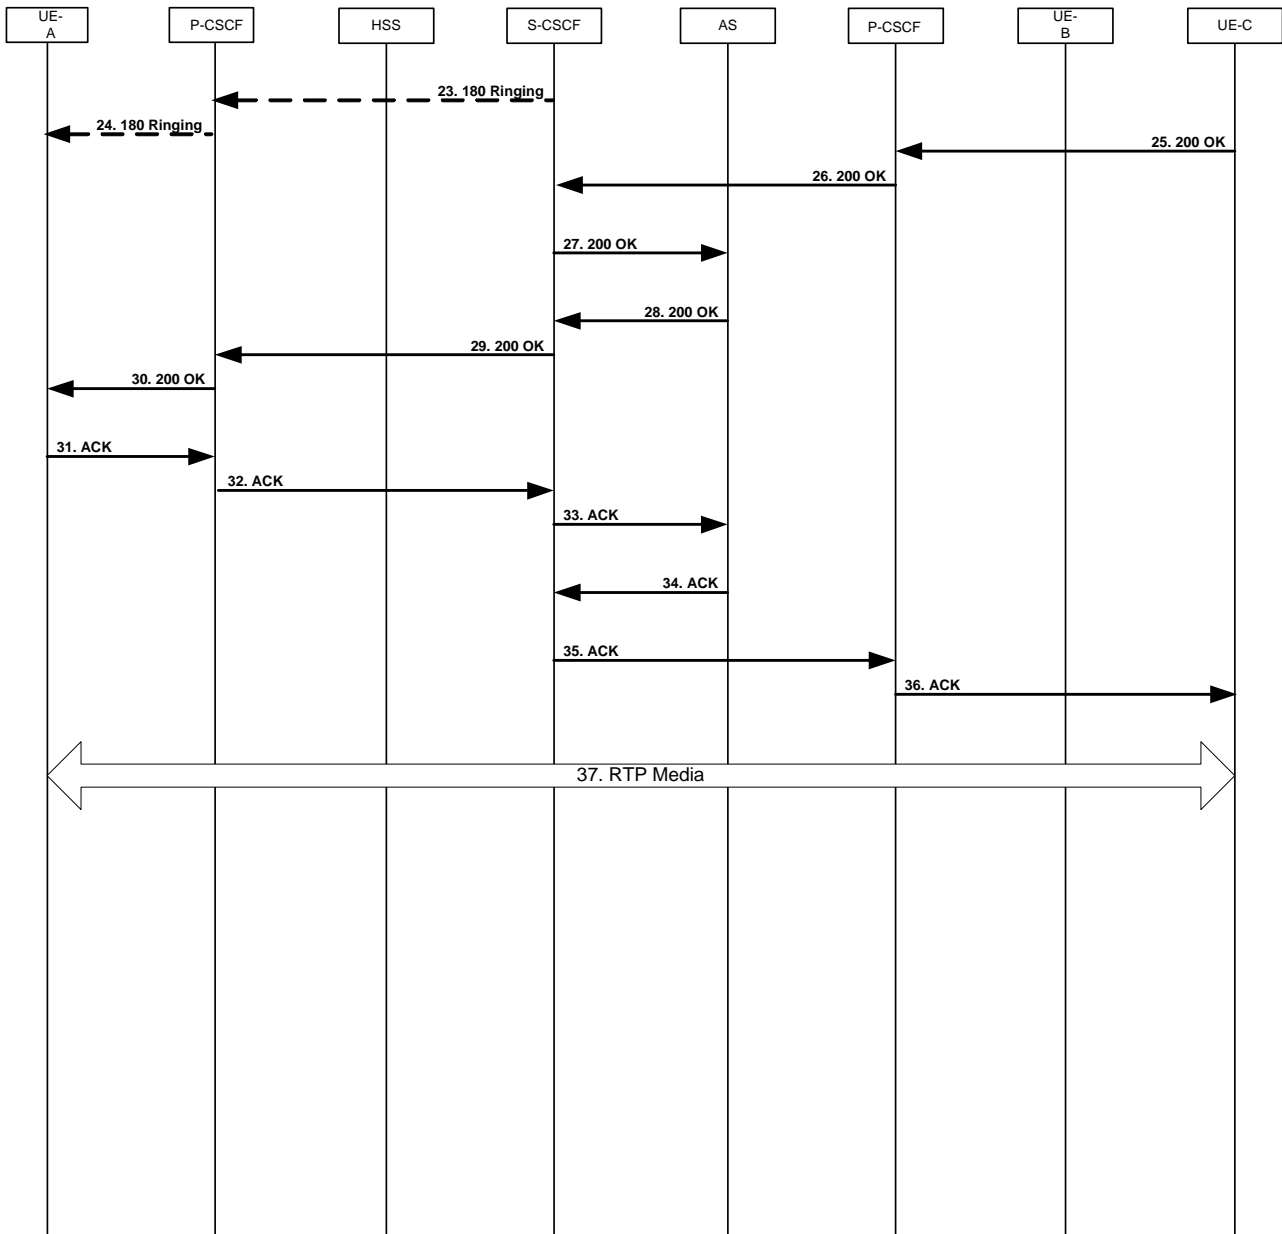 UE-
A
P-CSCF
HSS
S-CSCF
AS
P-CSCF
UE-
B
UE-C
23. 180 Ringing
24. 180 Ringing
25. 200 OK
26. 200 OK
27. 200 OK
28. 200 OK
29. 200 OK
30. 200 OK
31. ACK
32. ACK
33. ACK
34. ACK
35. ACK
36. ACK
37. RTP Media